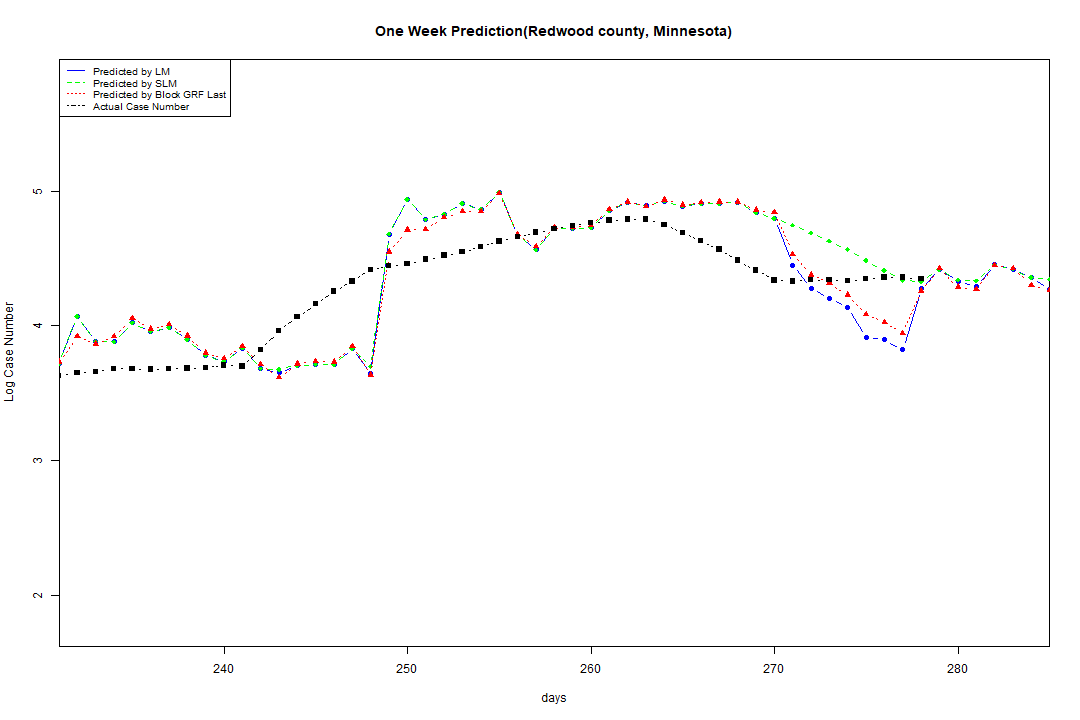 One Week Prediction(Redwood county, Minnesota)
Predicted by LM
Predicted by SLM
Predicted by Block GRF Last
Actual Case Number
5
4
3
2
Log Case Number
240 250 260 270 280
days